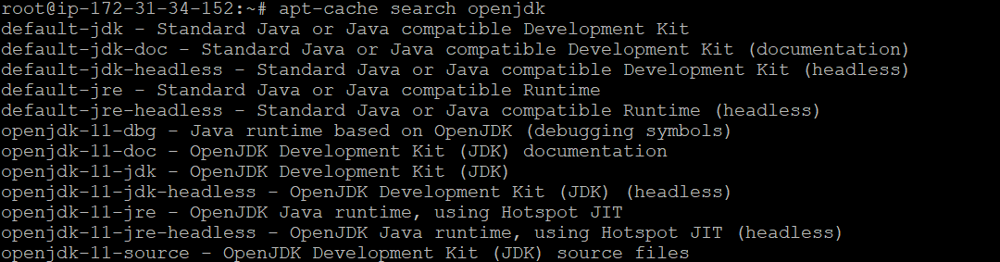 root@ip-172-31-34-152:~# apt-cache search openjdk
default-jdk - Standard Java or Java compatible Development Kit
default-jdk-doc - Standard Java or Java compatible Development Kit (documentation)
default-jdk-headless - Standard Java or Java compatible Development Kit (headless)
default-jre - Standard Java or Java compatible Runtime
default-jre-headless - Standard Java or Java compatible Runtime (headless)
openjdk-11-dbg - Java runtime based on OpenJDK (debugging symbols)
openjdk-11-doc - OpenJDK Development Kit (JDK) documentation
openjdk-11-jdk - OpenJDK Development Kit (JDK)
openjdk-11-jdk-headless - OpenJDK Development Kit (JDK) (headless)
openjdk-11-jre - OpenJDK Java runtime, using Hotspot JIT
openjdk-11-jre-headless - OpenJDK Java runtime, using Hotspot JIT (headless)
openjdk-11-source - OpenJDK Development Kit (JDK) source files